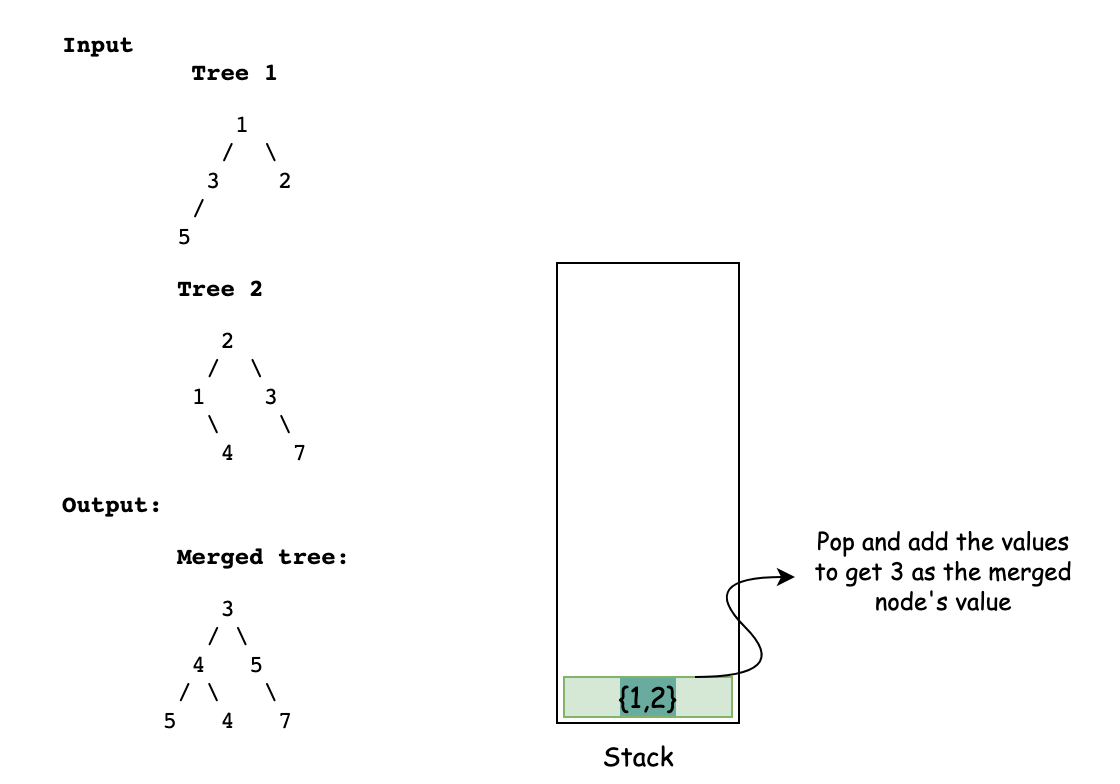 Input
Tree 1
1
/ \
3 2
/
5
Tree 2
2
/ \
1 3
\ \
4 7
Output:
Merged tree:
3
/ \
4 5
/ \ \
5 4 7
Pop and add the values
to get 3 as the merged
node's value
{1,2}
Stack